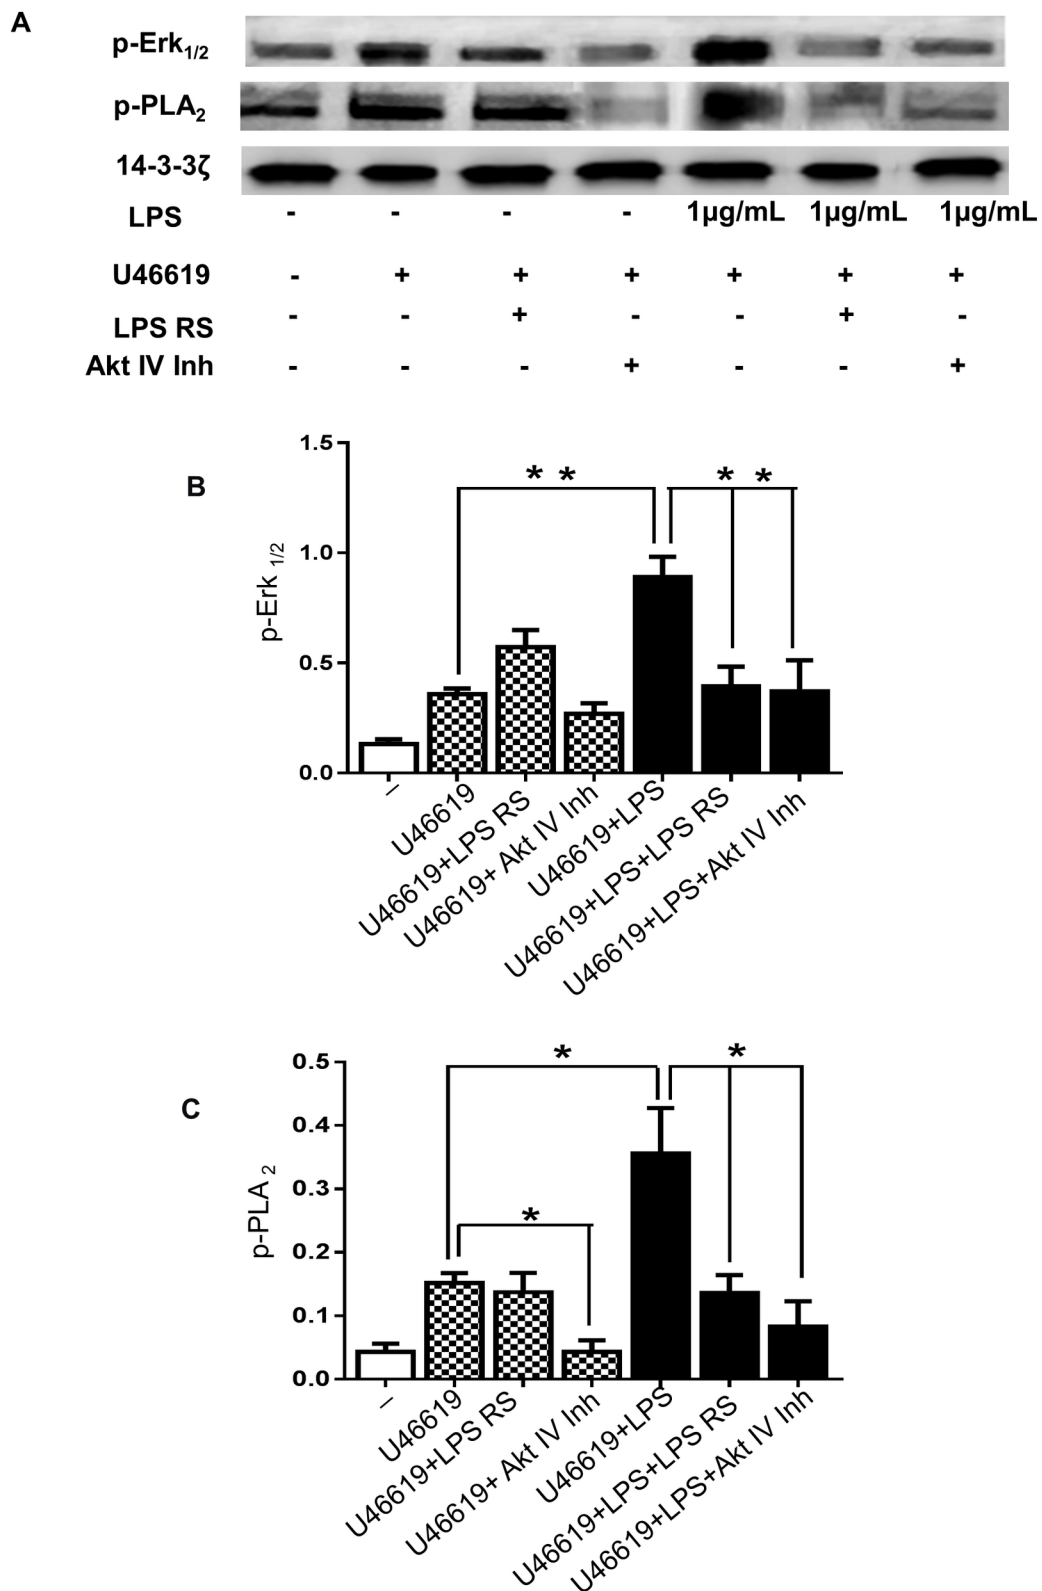 A
p-Erk1/2
p-PLA2
14-3-3ζ
LPS - - - - 1µg/mL 1µg/mL 1µg/mL
U46619 - + + + + + +
LPS RS - - + - - + -
Akt IV Inh - - - + - - +
B
p-Erk 1/2
1.5
1.0
0.5
0.0
* * * *
–
U46619
U46619+LPS RS
U46619+ Akt IV Inh
U46619+LPS
U46619+LPS+LPS RS
U46619+LPS+Akt IV Inh
C
p-PLA 2
0.5
0.4
0.3
0.2
0.1
0.0
* *
*
–
U46619
U46619+LPS RS
U46619+ Akt IV Inh
U46619+LPS
U46619+LPS+LPS RS
U46619+LPS+Akt IV Inh